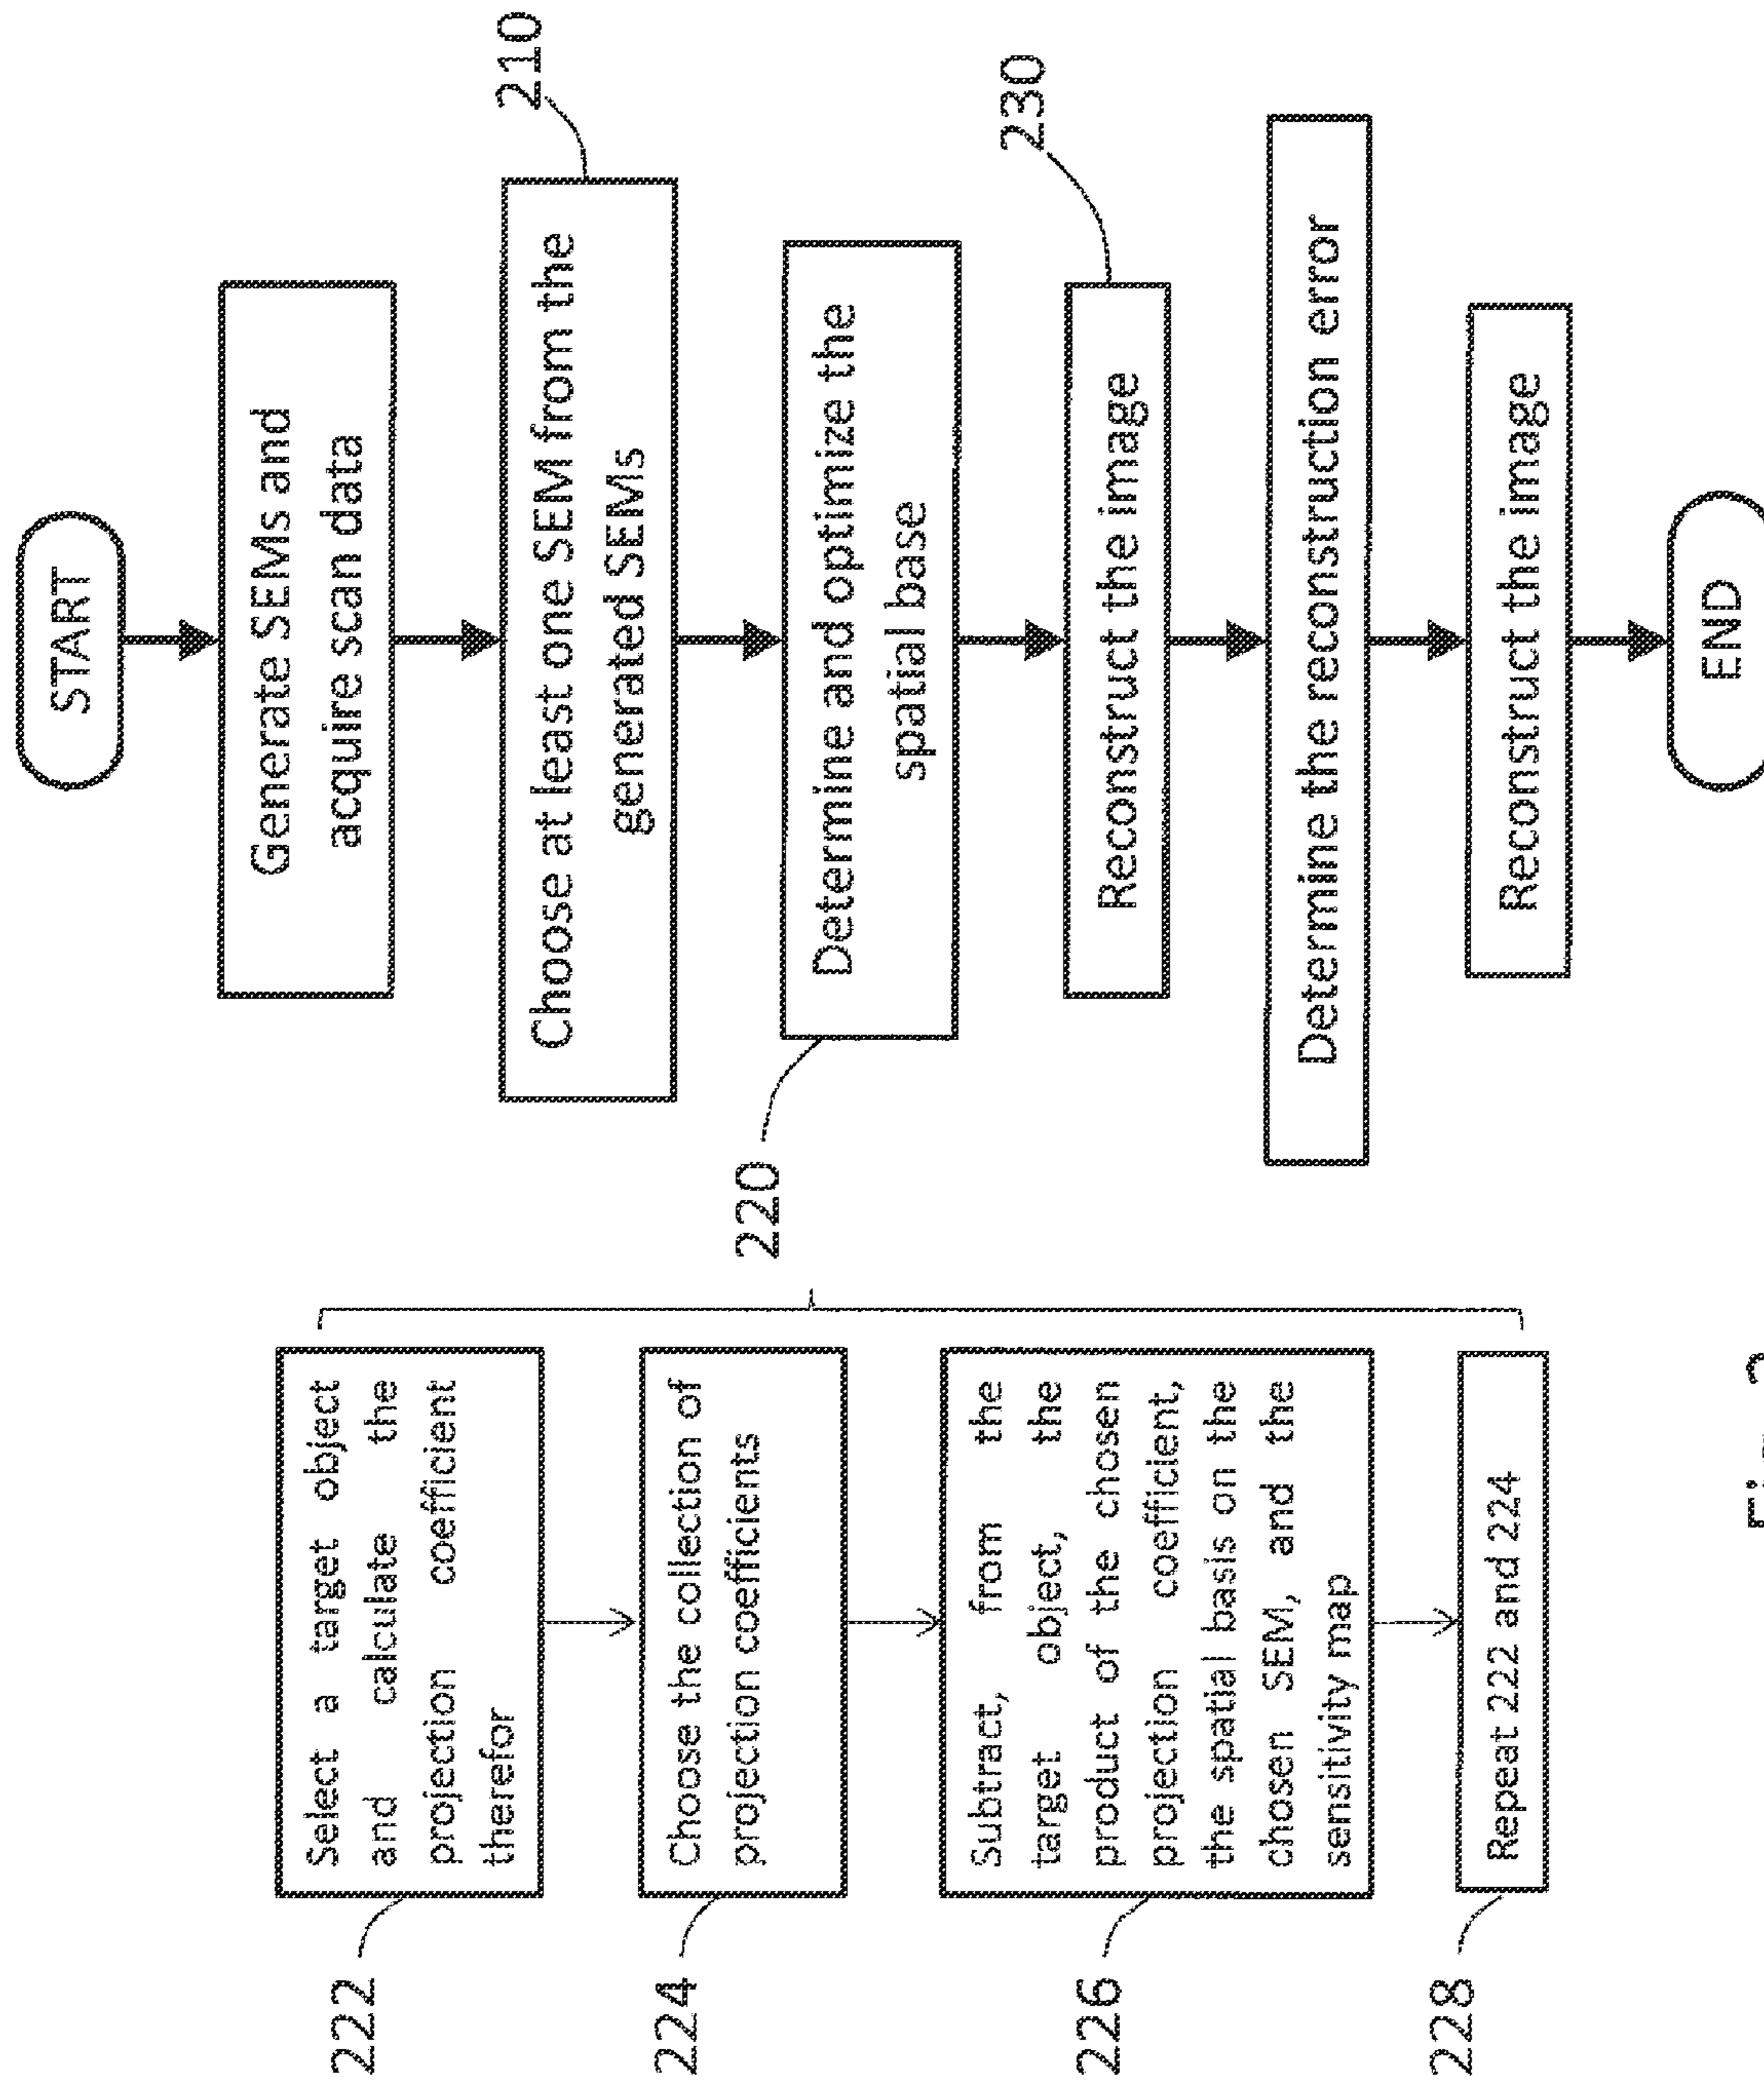 START
Generate SEMs and
acquire scan data
Choose at least one SEM from the
generated SEMs
210
Determine and optimize the
spatial base
220
Reconstruct the image
230
Determine the reconstruction error
Reconstruct the image
END
222
Select a target object
and calculate the
projection coefficient
therefor
224
Choose the collection of
projection coefficients
226
Subtract, from the
target object, the
product of the chosen
projection coefficient,
the spatial basis on the
chosen SEM, and the
sensitivity map
228
Repeat 222 and 224